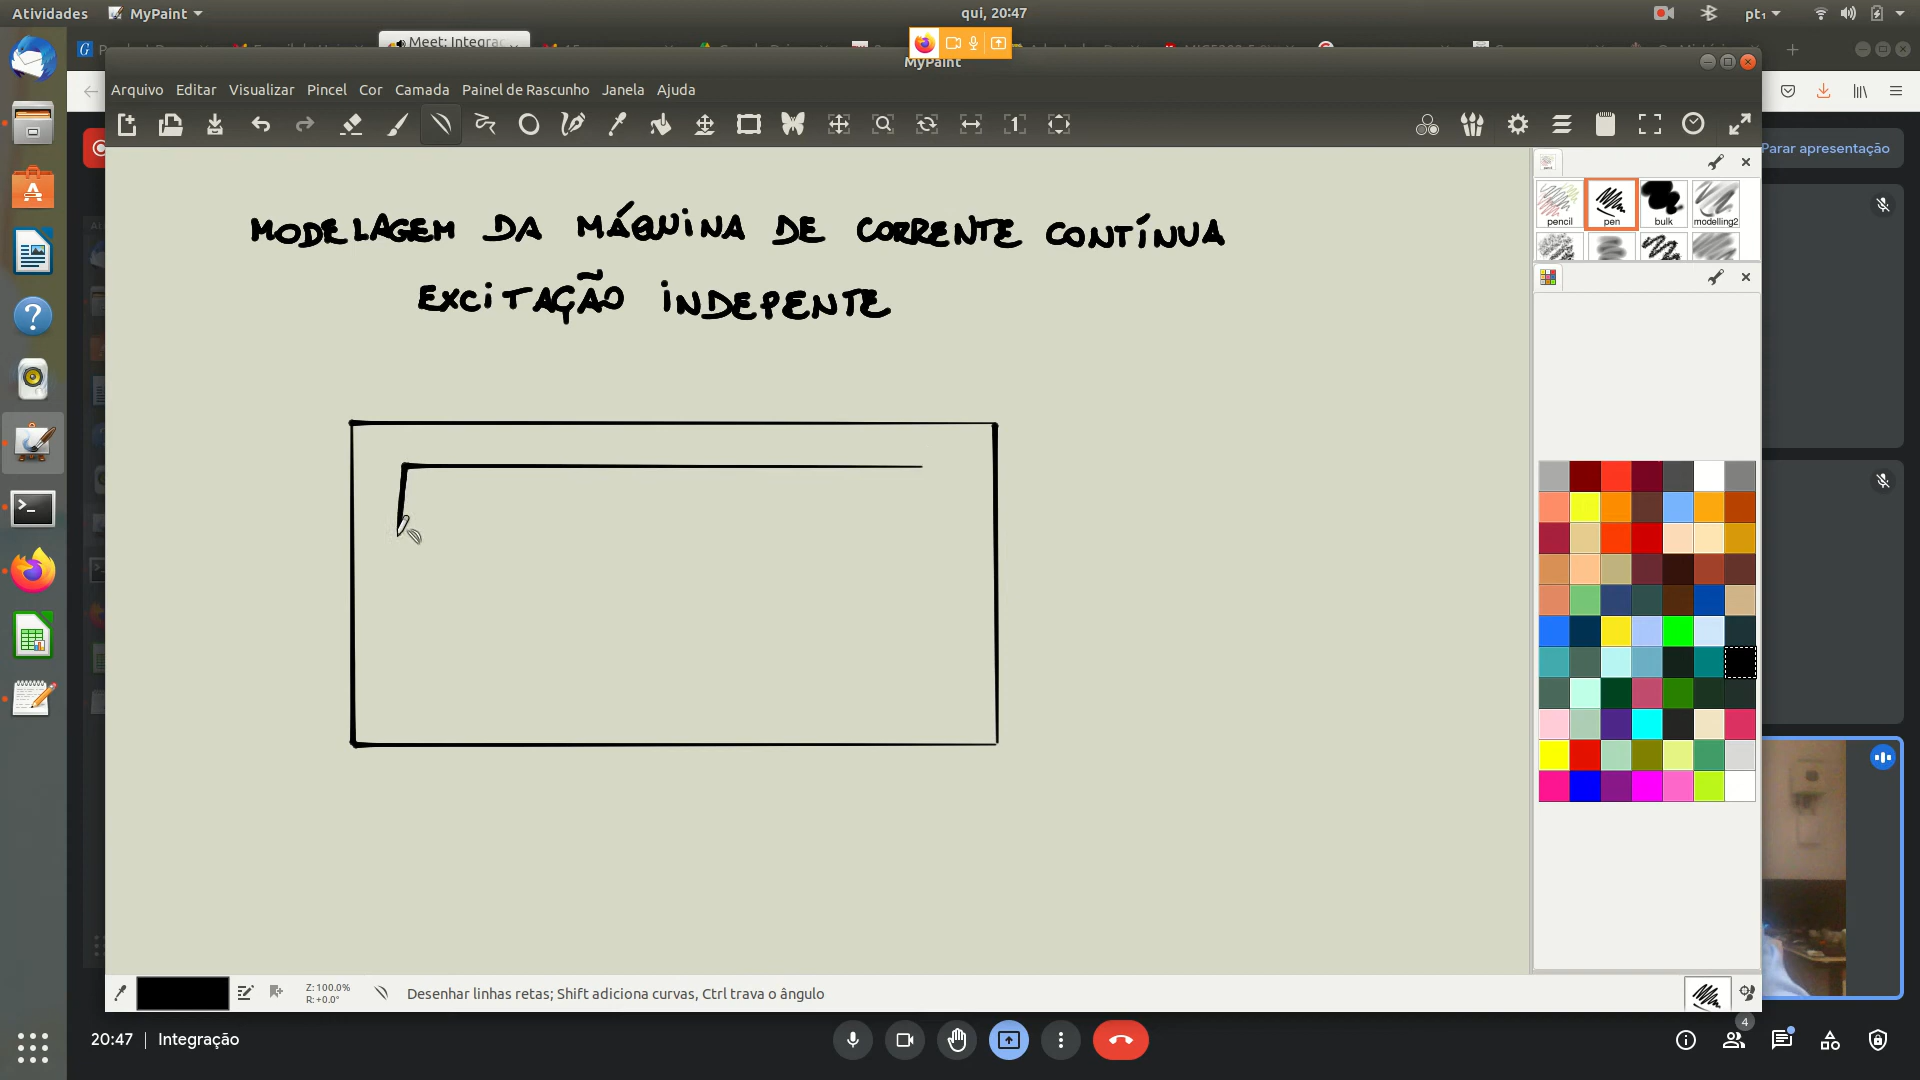 Atividades
MyPaint
qui, 20:47
pt₁
Meet: Integraç
MyPaint
Arquivo Editar Visualizar Pincel Cor Camada Painel de Rascunho Janela Ajuda
Parar apresentação
pencil pen bulk modelling2
MODELAGEM DA MÁQUINA DE CORRENTE CONTÍNUA
EXCITAÇÃO INDEPENTE
Z: 100.0%
R: +0.0°
Desenhar linhas retas; Shift adiciona curvas, Ctrl trava o ângulo
20:47 | Integração
4